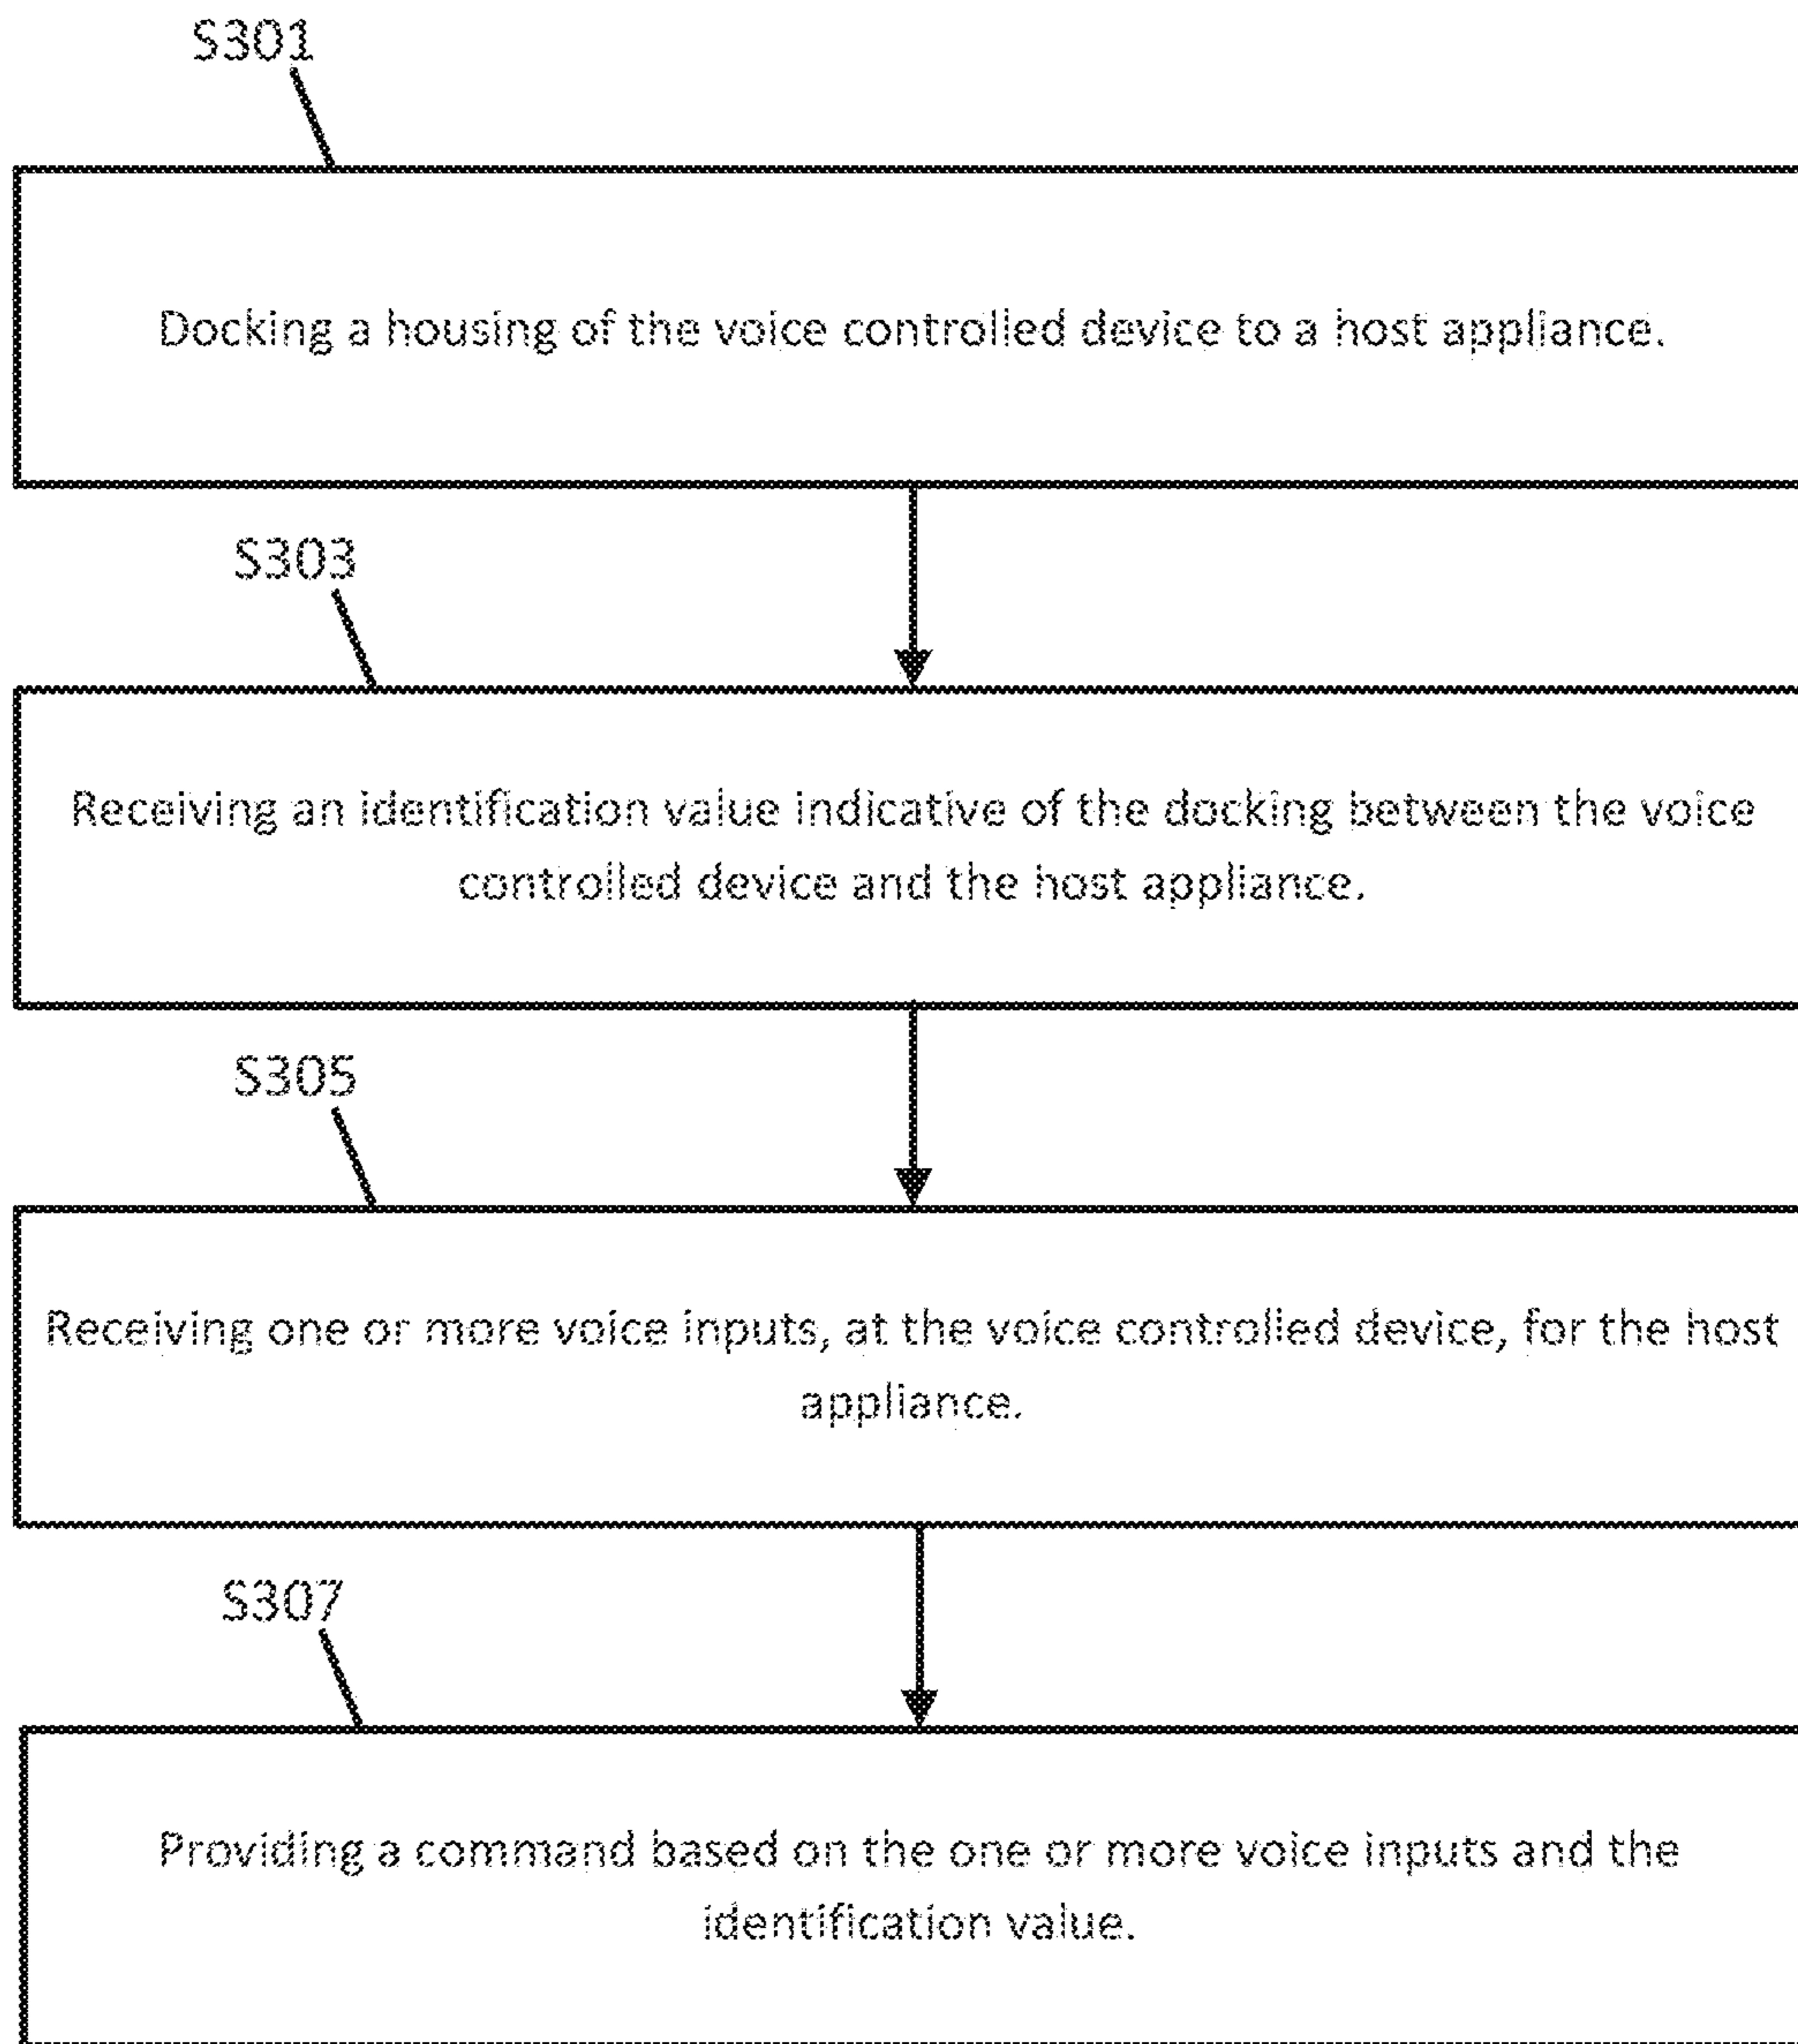 S301
Docking a housing of the voice controlled device to a host appliance.
S303
Receiving an identification value indicative of the docking between the voice
controlled device and the host appliance.
S305
Receiving one or more voice inputs, at the voice controlled device, for the host
appliance.
S307
Providing a command based on the one or more voice inputs and the
identification value.